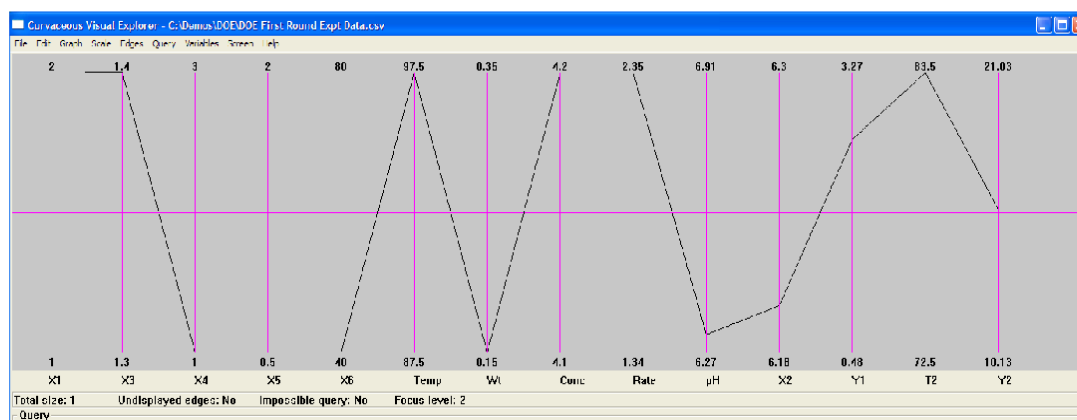 Curvaceous Visual Explorer - C:\Demos\DOE\DOE First Round Expt Data.csv
File Edit Graph Scale Edges Query Variables Screen Help
2 1.4 3 2 80 97.5 0.35 4.2 2.35 6.91 6.3 3.27 83.5 21.03
1 1.3 1 0.5 40 87.5 0.15 4.1 1.34 6.27 6.18 0.48 72.5 10.13
X1 X3 X4 X5 X6 Temp Wt Conc Rate pH X2 Y1 T2 Y2
Total size: 1 Undisplayed edges: No Impossible query: No Focus level: 2
Query